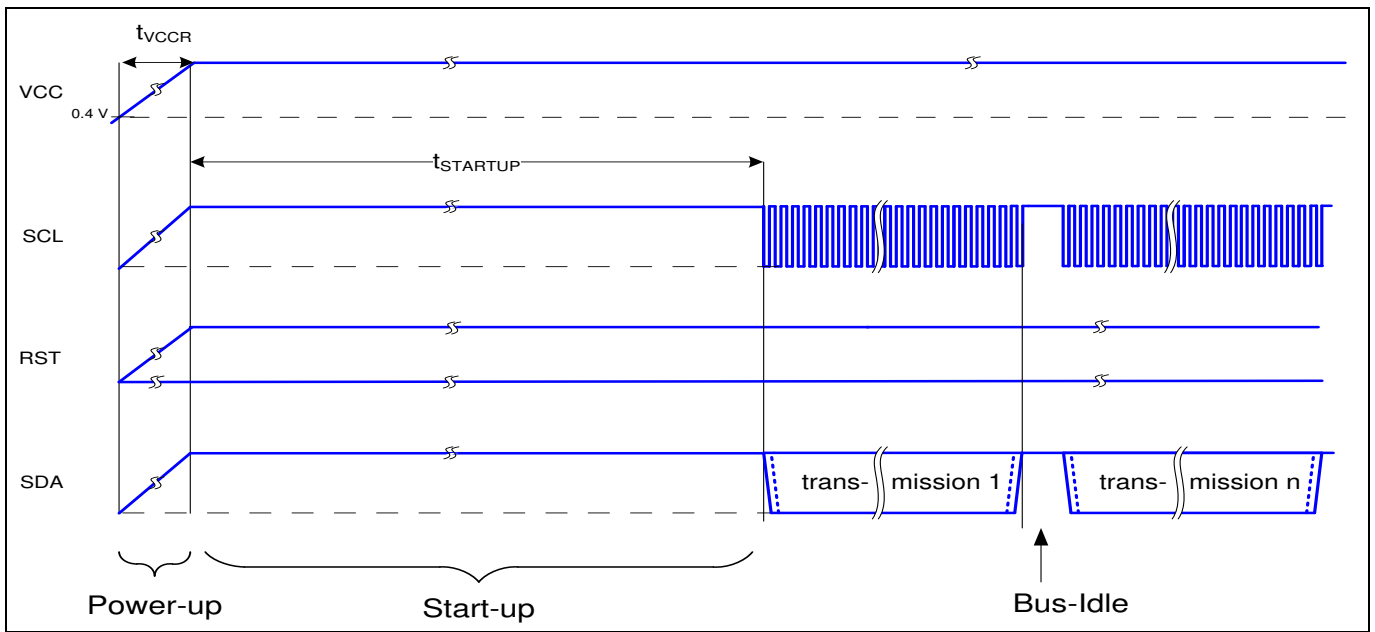 tVCCR
VCC
0.4 V
tSTARTUP
SCL
RST
SDA
trans- mission 1
trans- mission n
Power-up
Start-up
Bus-Idle